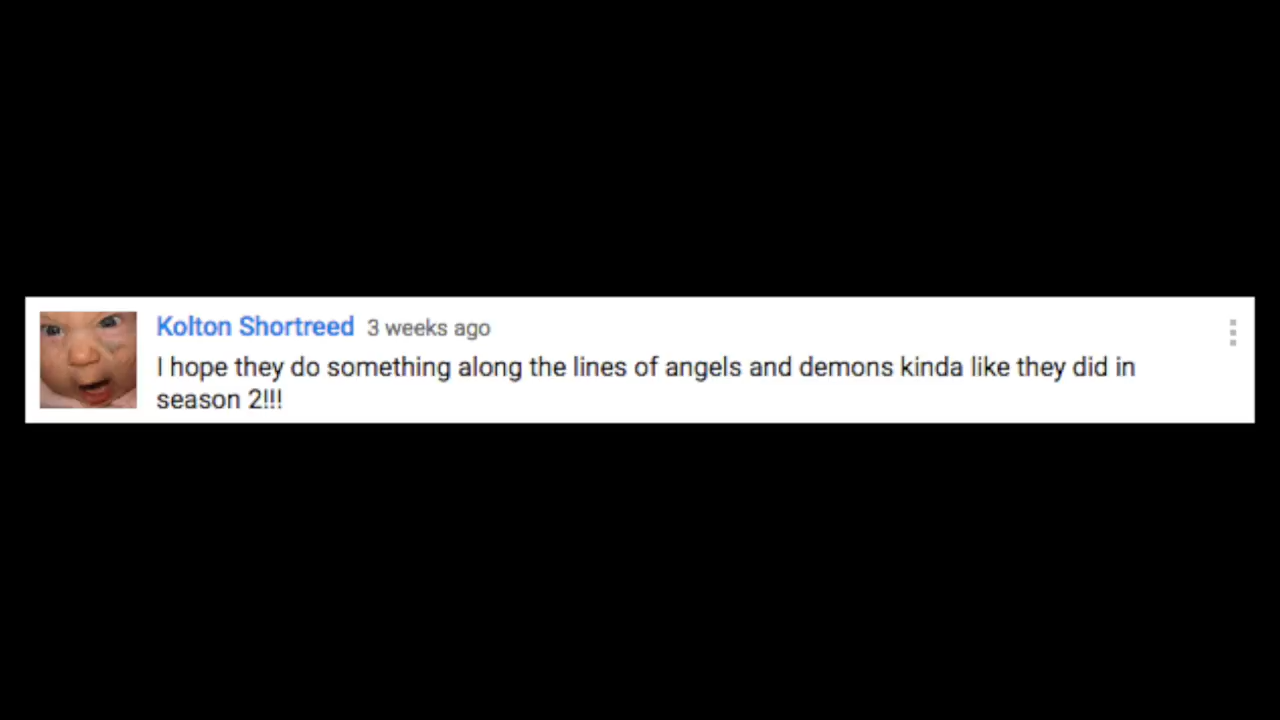 Kolton Shortreed 3 weeks ago
I hope they do something along the lines of angels and demons kinda like they did in
season 2!!!